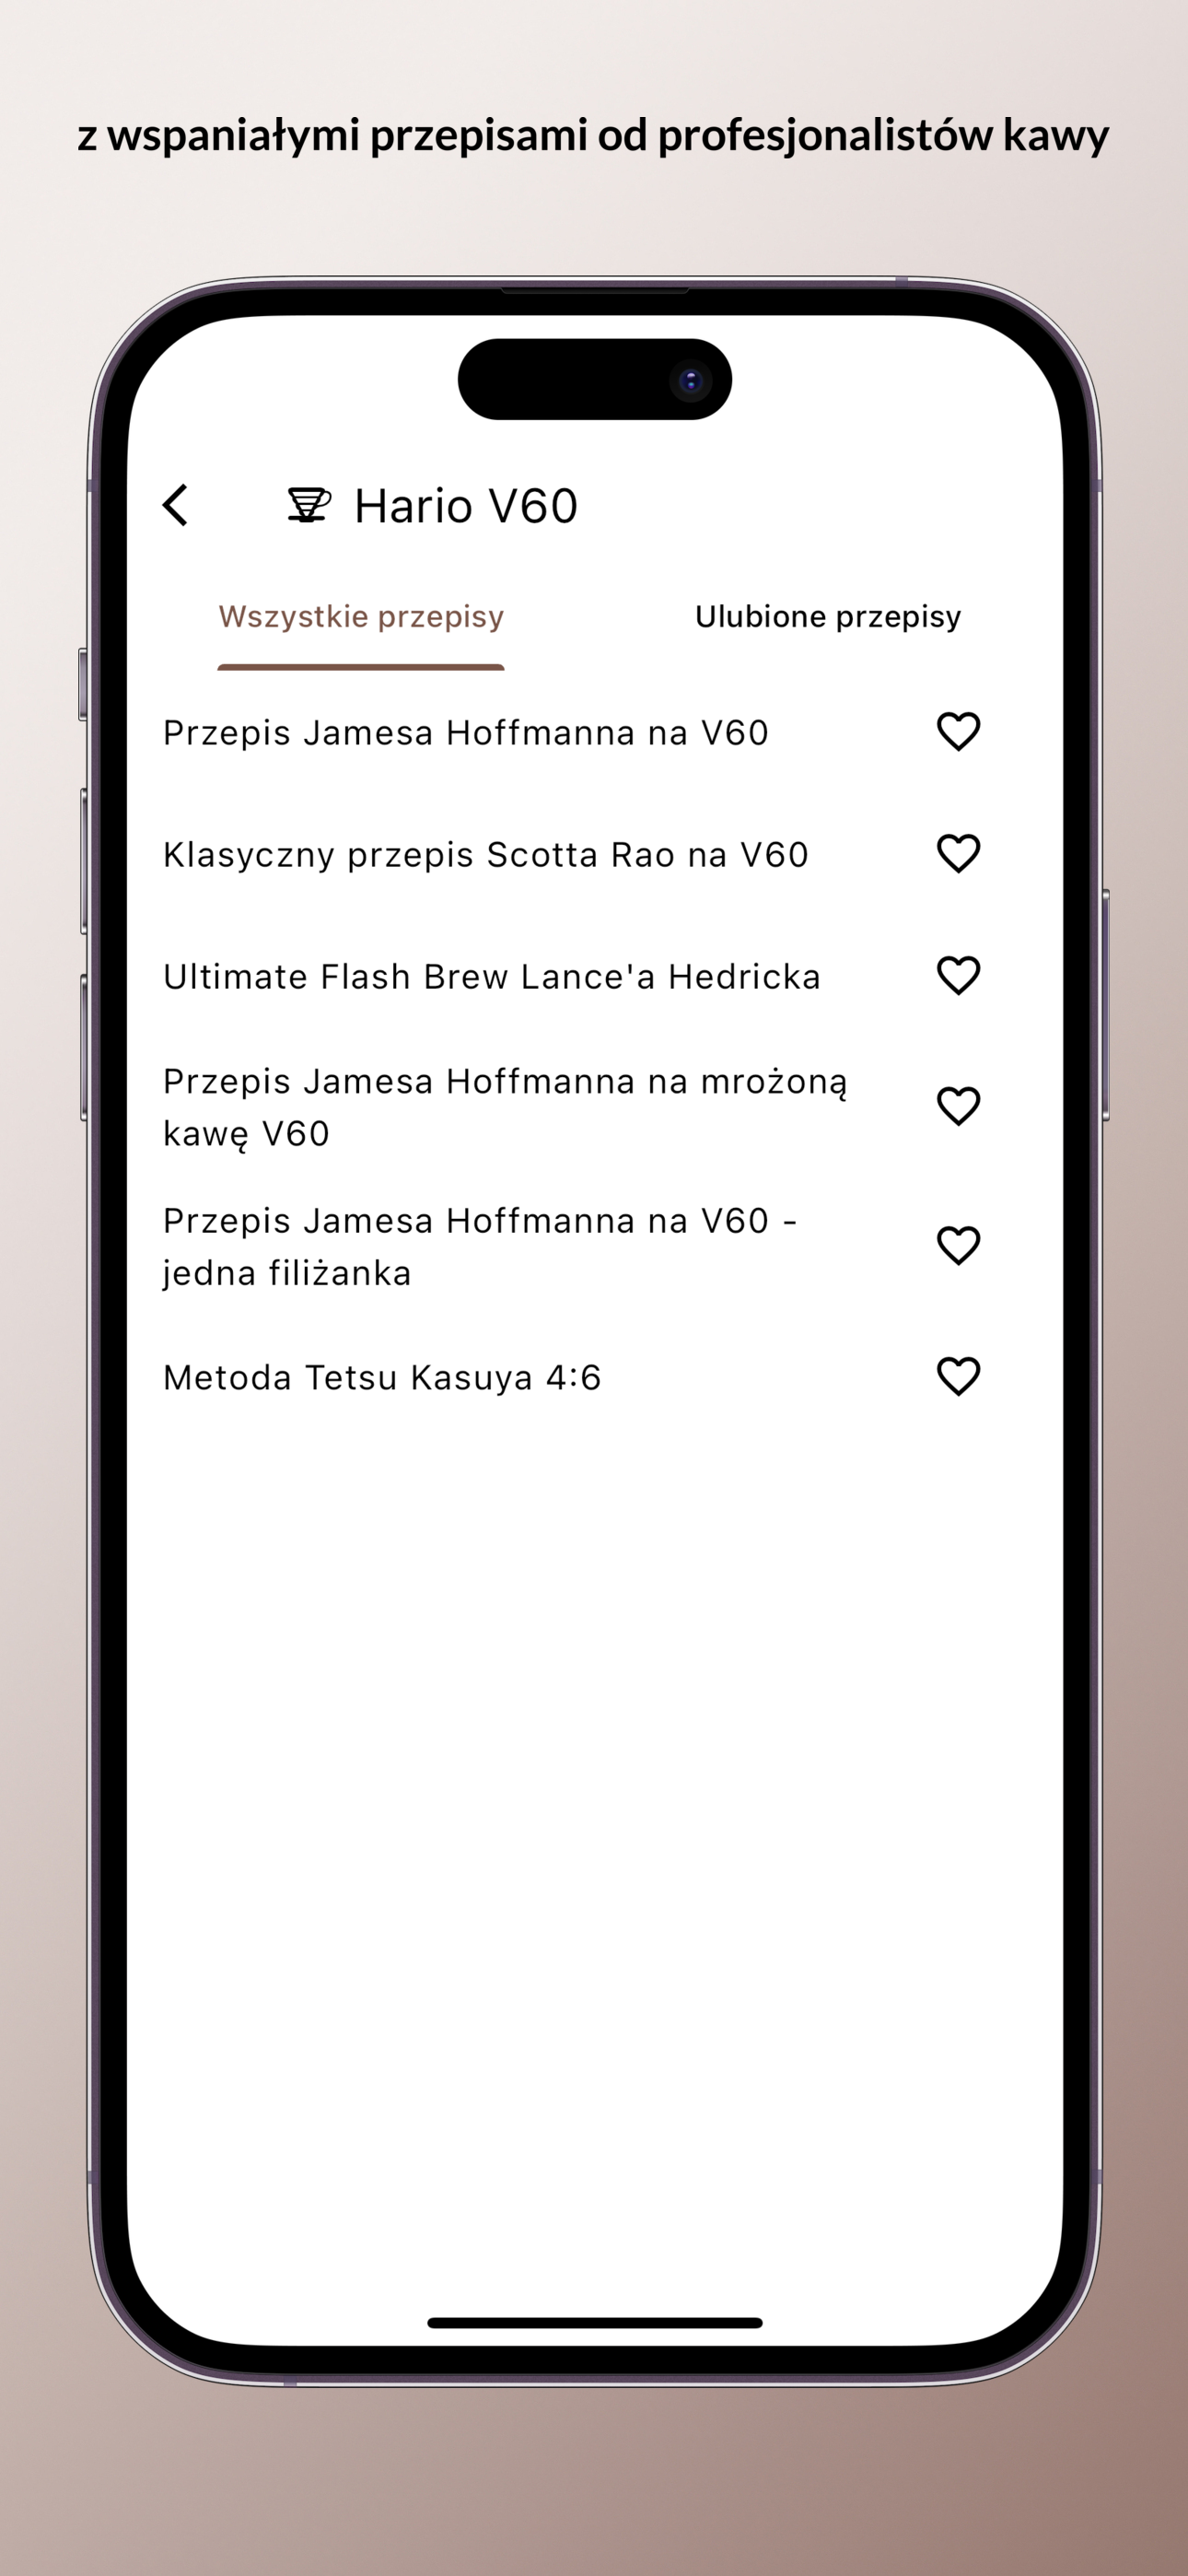 z wspaniałymi przepisami od profesjonalistów kawy
Hario V60
Wszystkie przepisy
Ulubione przepisy
Przepis Jamesa Hoffmanna na V60
Klasyczny przepis Scotta Rao na V60
Ultimate Flash Brew Lance'a Hedricka
Przepis Jamesa Hoffmanna na mrożoną
kawę V60
Przepis Jamesa Hoffmanna na V60 -
jedna filiżanka
Metoda Tetsu Kasuya 4:6